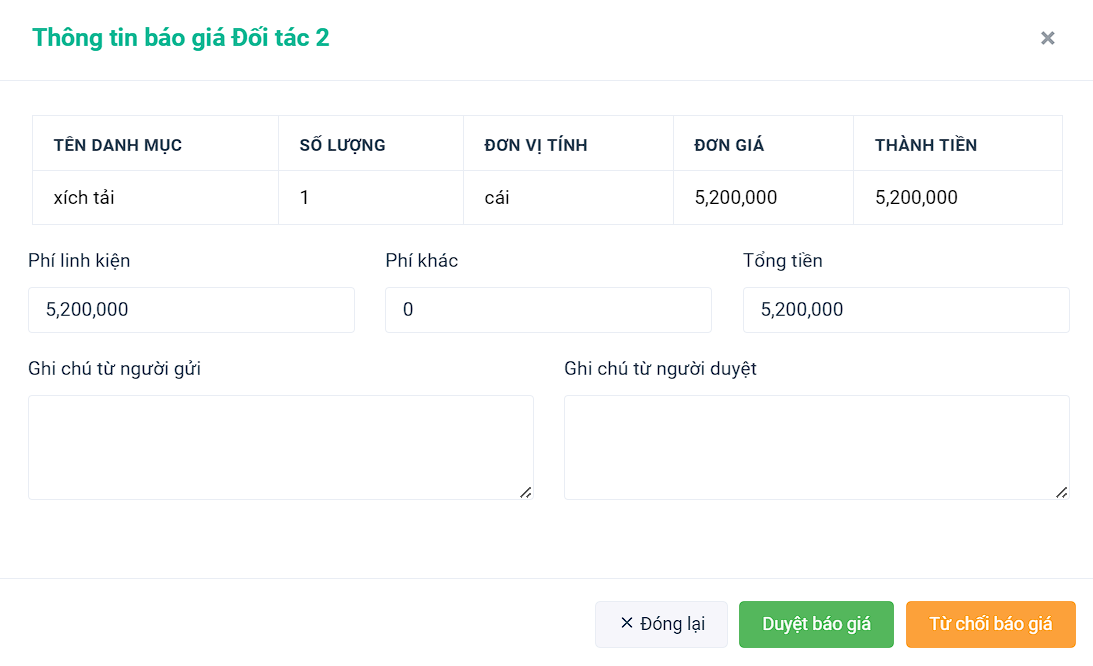 Thông tin báo giá Đối tác 2 ×
TÊN DANH MỤC SỐ LƯỢNG ĐƠN VỊ TÍNH ĐƠN GIÁ THÀNH TIỀN
xích tải 1 cái 5,200,000 5,200,000
Phí linh kiện Phí khác Tổng tiền
5,200,000 0 5,200,000
Ghi chú từ người gửi Ghi chú từ người duyệt
× Đóng lại Duyệt báo giá Từ chối báo giá